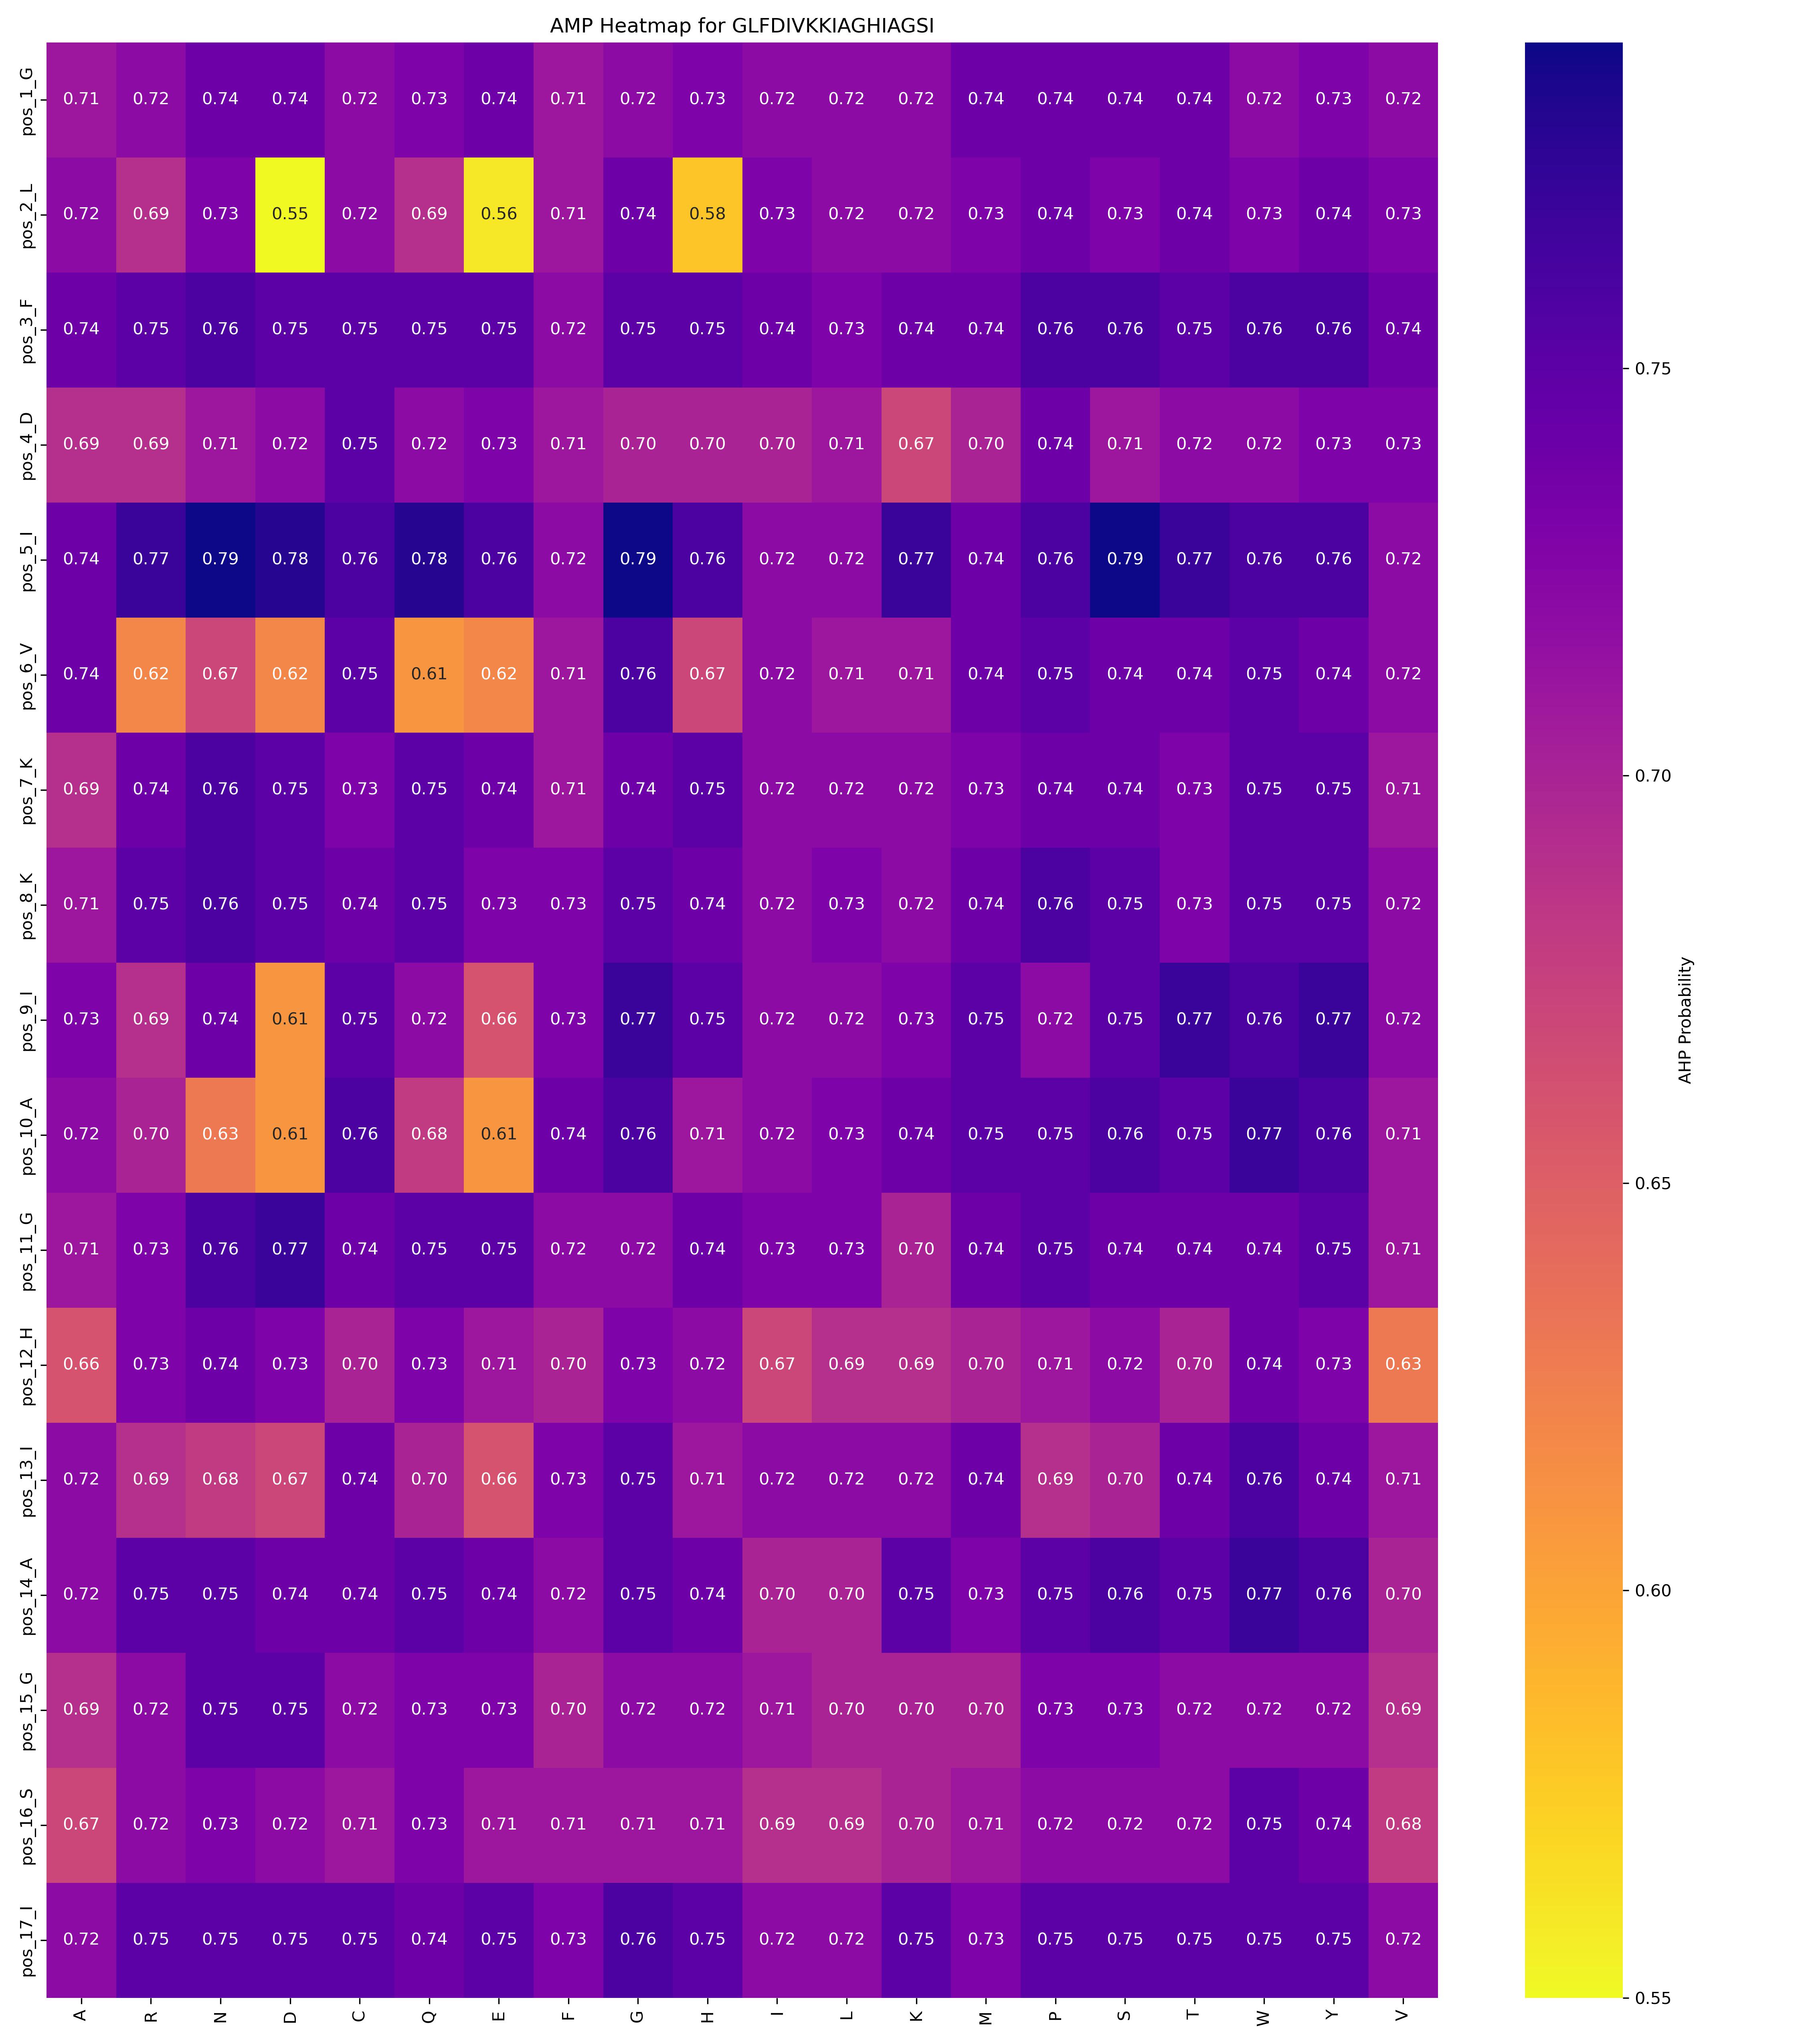 AMP Heatmap for GLFDIVKKIAGHIAGSI
pos_1_G 0.71 0.72 0.74 0.74 0.72 0.73 0.74 0.71 0.72 0.73 0.72 0.72 0.72 0.74 0.74 0.74 0.74 0.72 0.73 0.72
pos_2_L 0.72 0.69 0.73 0.55 0.72 0.69 0.56 0.71 0.74 0.58 0.73 0.72 0.72 0.73 0.74 0.73 0.74 0.73 0.74 0.73
pos_3_F 0.74 0.75 0.76 0.75 0.75 0.75 0.75 0.72 0.75 0.75 0.74 0.73 0.74 0.74 0.76 0.76 0.75 0.76 0.76 0.74
0.75
pos_4_D 0.69 0.69 0.71 0.72 0.75 0.72 0.73 0.71 0.70 0.70 0.70 0.71 0.67 0.70 0.74 0.71 0.72 0.72 0.73 0.73
pos_5_I 0.74 0.77 0.79 0.78 0.76 0.78 0.76 0.72 0.79 0.76 0.72 0.72 0.77 0.74 0.76 0.79 0.77 0.76 0.76 0.72
pos_6_V 0.74 0.62 0.67 0.62 0.75 0.61 0.62 0.71 0.76 0.67 0.72 0.71 0.71 0.74 0.75 0.74 0.74 0.75 0.74 0.72
0.70
pos_7_K 0.69 0.74 0.76 0.75 0.73 0.75 0.74 0.71 0.74 0.75 0.72 0.72 0.72 0.73 0.74 0.74 0.73 0.75 0.75 0.71
pos_8_K 0.71 0.75 0.76 0.75 0.74 0.75 0.73 0.73 0.75 0.74 0.72 0.73 0.72 0.74 0.76 0.75 0.73 0.75 0.75 0.72
pos_9_I 0.73 0.69 0.74 0.61 0.75 0.72 0.66 0.73 0.77 0.75 0.72 0.72 0.73 0.75 0.72 0.75 0.77 0.76 0.77 0.72
AHP Probability
pos_10_A 0.72 0.70 0.63 0.61 0.76 0.68 0.61 0.74 0.76 0.71 0.72 0.73 0.74 0.75 0.75 0.76 0.75 0.77 0.76 0.71
0.65
pos_11_G 0.71 0.73 0.76 0.77 0.74 0.75 0.75 0.72 0.72 0.74 0.73 0.73 0.70 0.74 0.75 0.74 0.74 0.74 0.75 0.71
pos_12_H 0.66 0.73 0.74 0.73 0.70 0.73 0.71 0.70 0.73 0.72 0.67 0.69 0.69 0.70 0.71 0.72 0.70 0.74 0.73 0.63
pos_13_I 0.72 0.69 0.68 0.67 0.74 0.70 0.66 0.73 0.75 0.71 0.72 0.72 0.72 0.74 0.69 0.70 0.74 0.76 0.74 0.71
pos_14_A 0.72 0.75 0.75 0.74 0.74 0.75 0.74 0.72 0.75 0.74 0.70 0.70 0.75 0.73 0.75 0.76 0.75 0.77 0.76 0.70
0.60
pos_15_G 0.69 0.72 0.75 0.75 0.72 0.73 0.73 0.70 0.72 0.72 0.71 0.70 0.70 0.70 0.73 0.73 0.72 0.72 0.72 0.69
pos_16_S 0.67 0.72 0.73 0.72 0.71 0.73 0.71 0.71 0.71 0.71 0.69 0.69 0.70 0.71 0.72 0.72 0.72 0.75 0.74 0.68
pos_17_I 0.72 0.75 0.75 0.75 0.75 0.74 0.75 0.73 0.76 0.75 0.72 0.72 0.75 0.73 0.75 0.75 0.75 0.75 0.75 0.72
0.55
A R N D C Q E F G H I L K M P S T W Y V